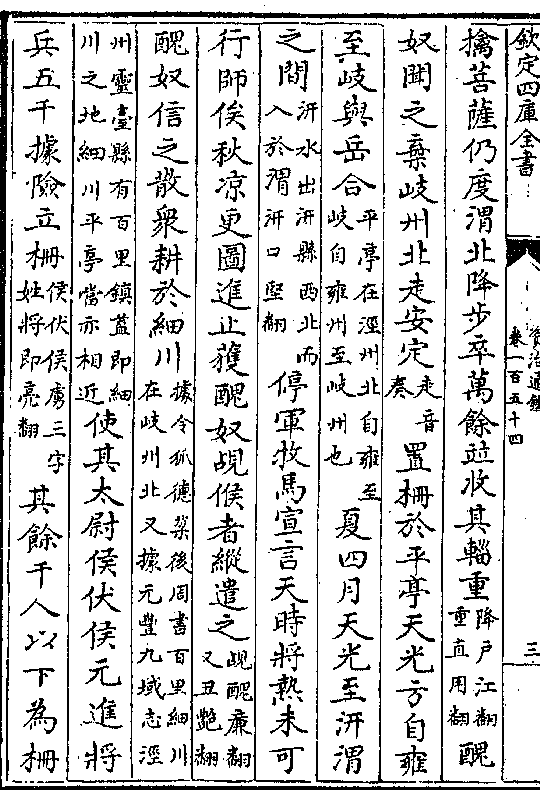 欽定四庫全書
資治通鑑
卷一百五十四
三
擒菩薩仍度渭北降步卒萬餘並收其輜重降户江翻重直用翻醜
奴聞之棄岐州北走安定走音奏置柵於平亭天光方自雍
至岐與岳合平亭在涇州北自雍至岐自雍州至岐州也夏四月天光至汧渭
之間汧水出汧縣西北而入於渭汧口堅翻停軍牧馬宣言天時將熱未可
行師俟秋凉更圖進止獲醜奴覘候者縱遣之覘醜亷翻又丑艷翻
醜奴信之散衆耕於細川據令狐德棻後周書百里細川在岐州北又據元豐九域志涇
州靈臺縣有百里鎮蓋即細川之地細川平亭當亦相近使其太尉侯伏侯元進將
兵五千據險立柵侯伏侯虜三字姓將即亮翻其餘千人以下為柵